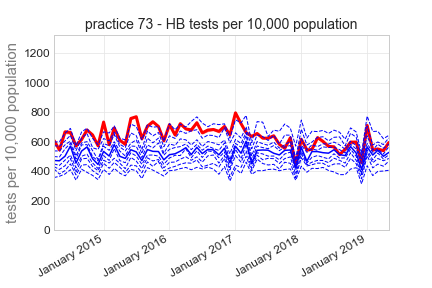 practice 73 - HB tests per 10,000 population
tests per 10,000 population
1200
1000
800
600
400
200
0
January 2015
January 2016
January 2017
January 2018
January 2019